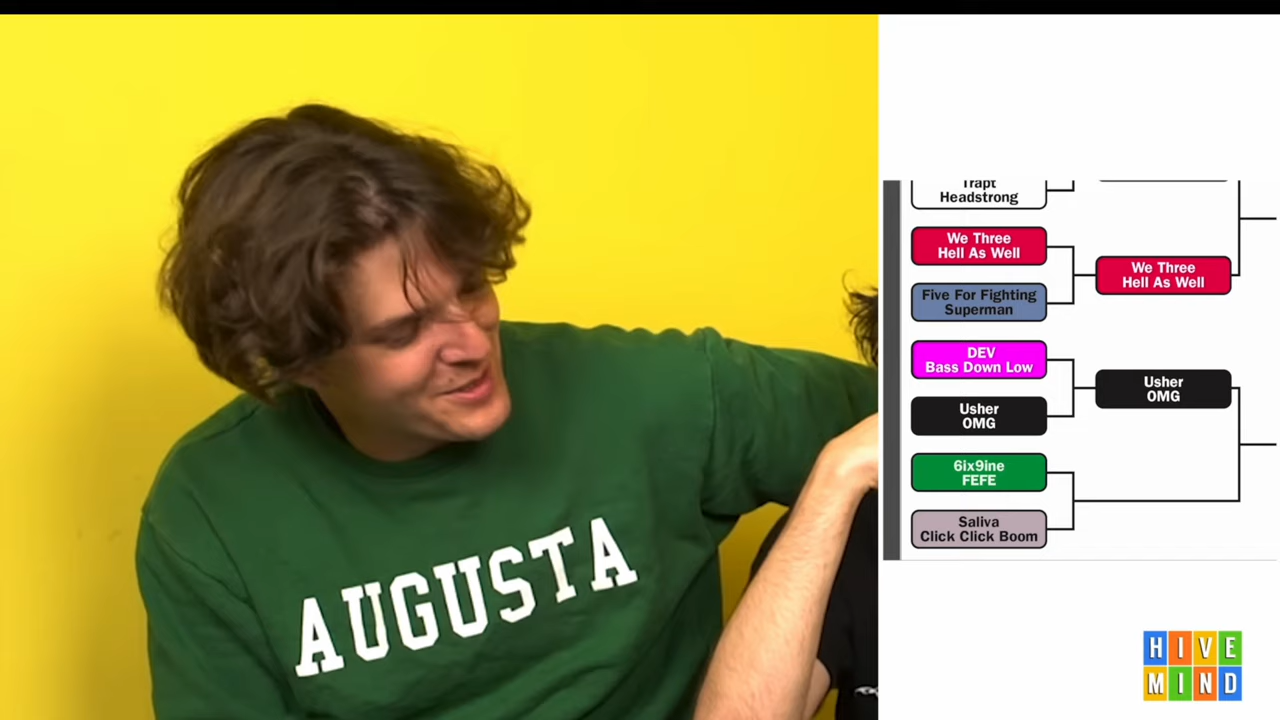 AUGUSTA
Trapt
Headstrong
We Three
Hell As Well
Five For Fighting
Superman
DEV
Bass Down Low
Usher
OMG
6ix9ine
FEFE
Saliva
Click Click Boom
We Three
Hell As Well
Usher
OMG
HIVE
MIND